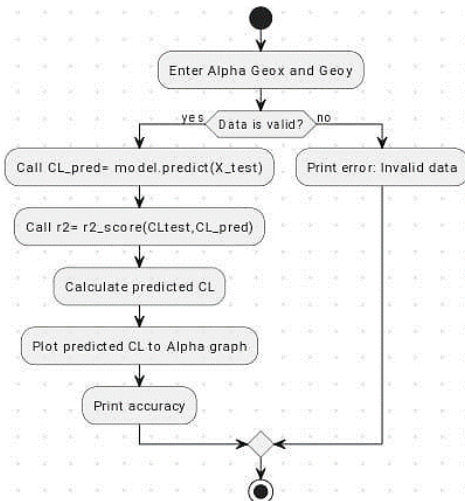 Enter Alpha Geox and Geoy
yes
Data is valid?
no
Call CL_pred= model.predict(X_test)
Print error: Invalid data
Call r2= r2_score(CLtest,CL_pred)
Calculate predicted CL
Plot predicted CL to Alpha graph
Print accuracy